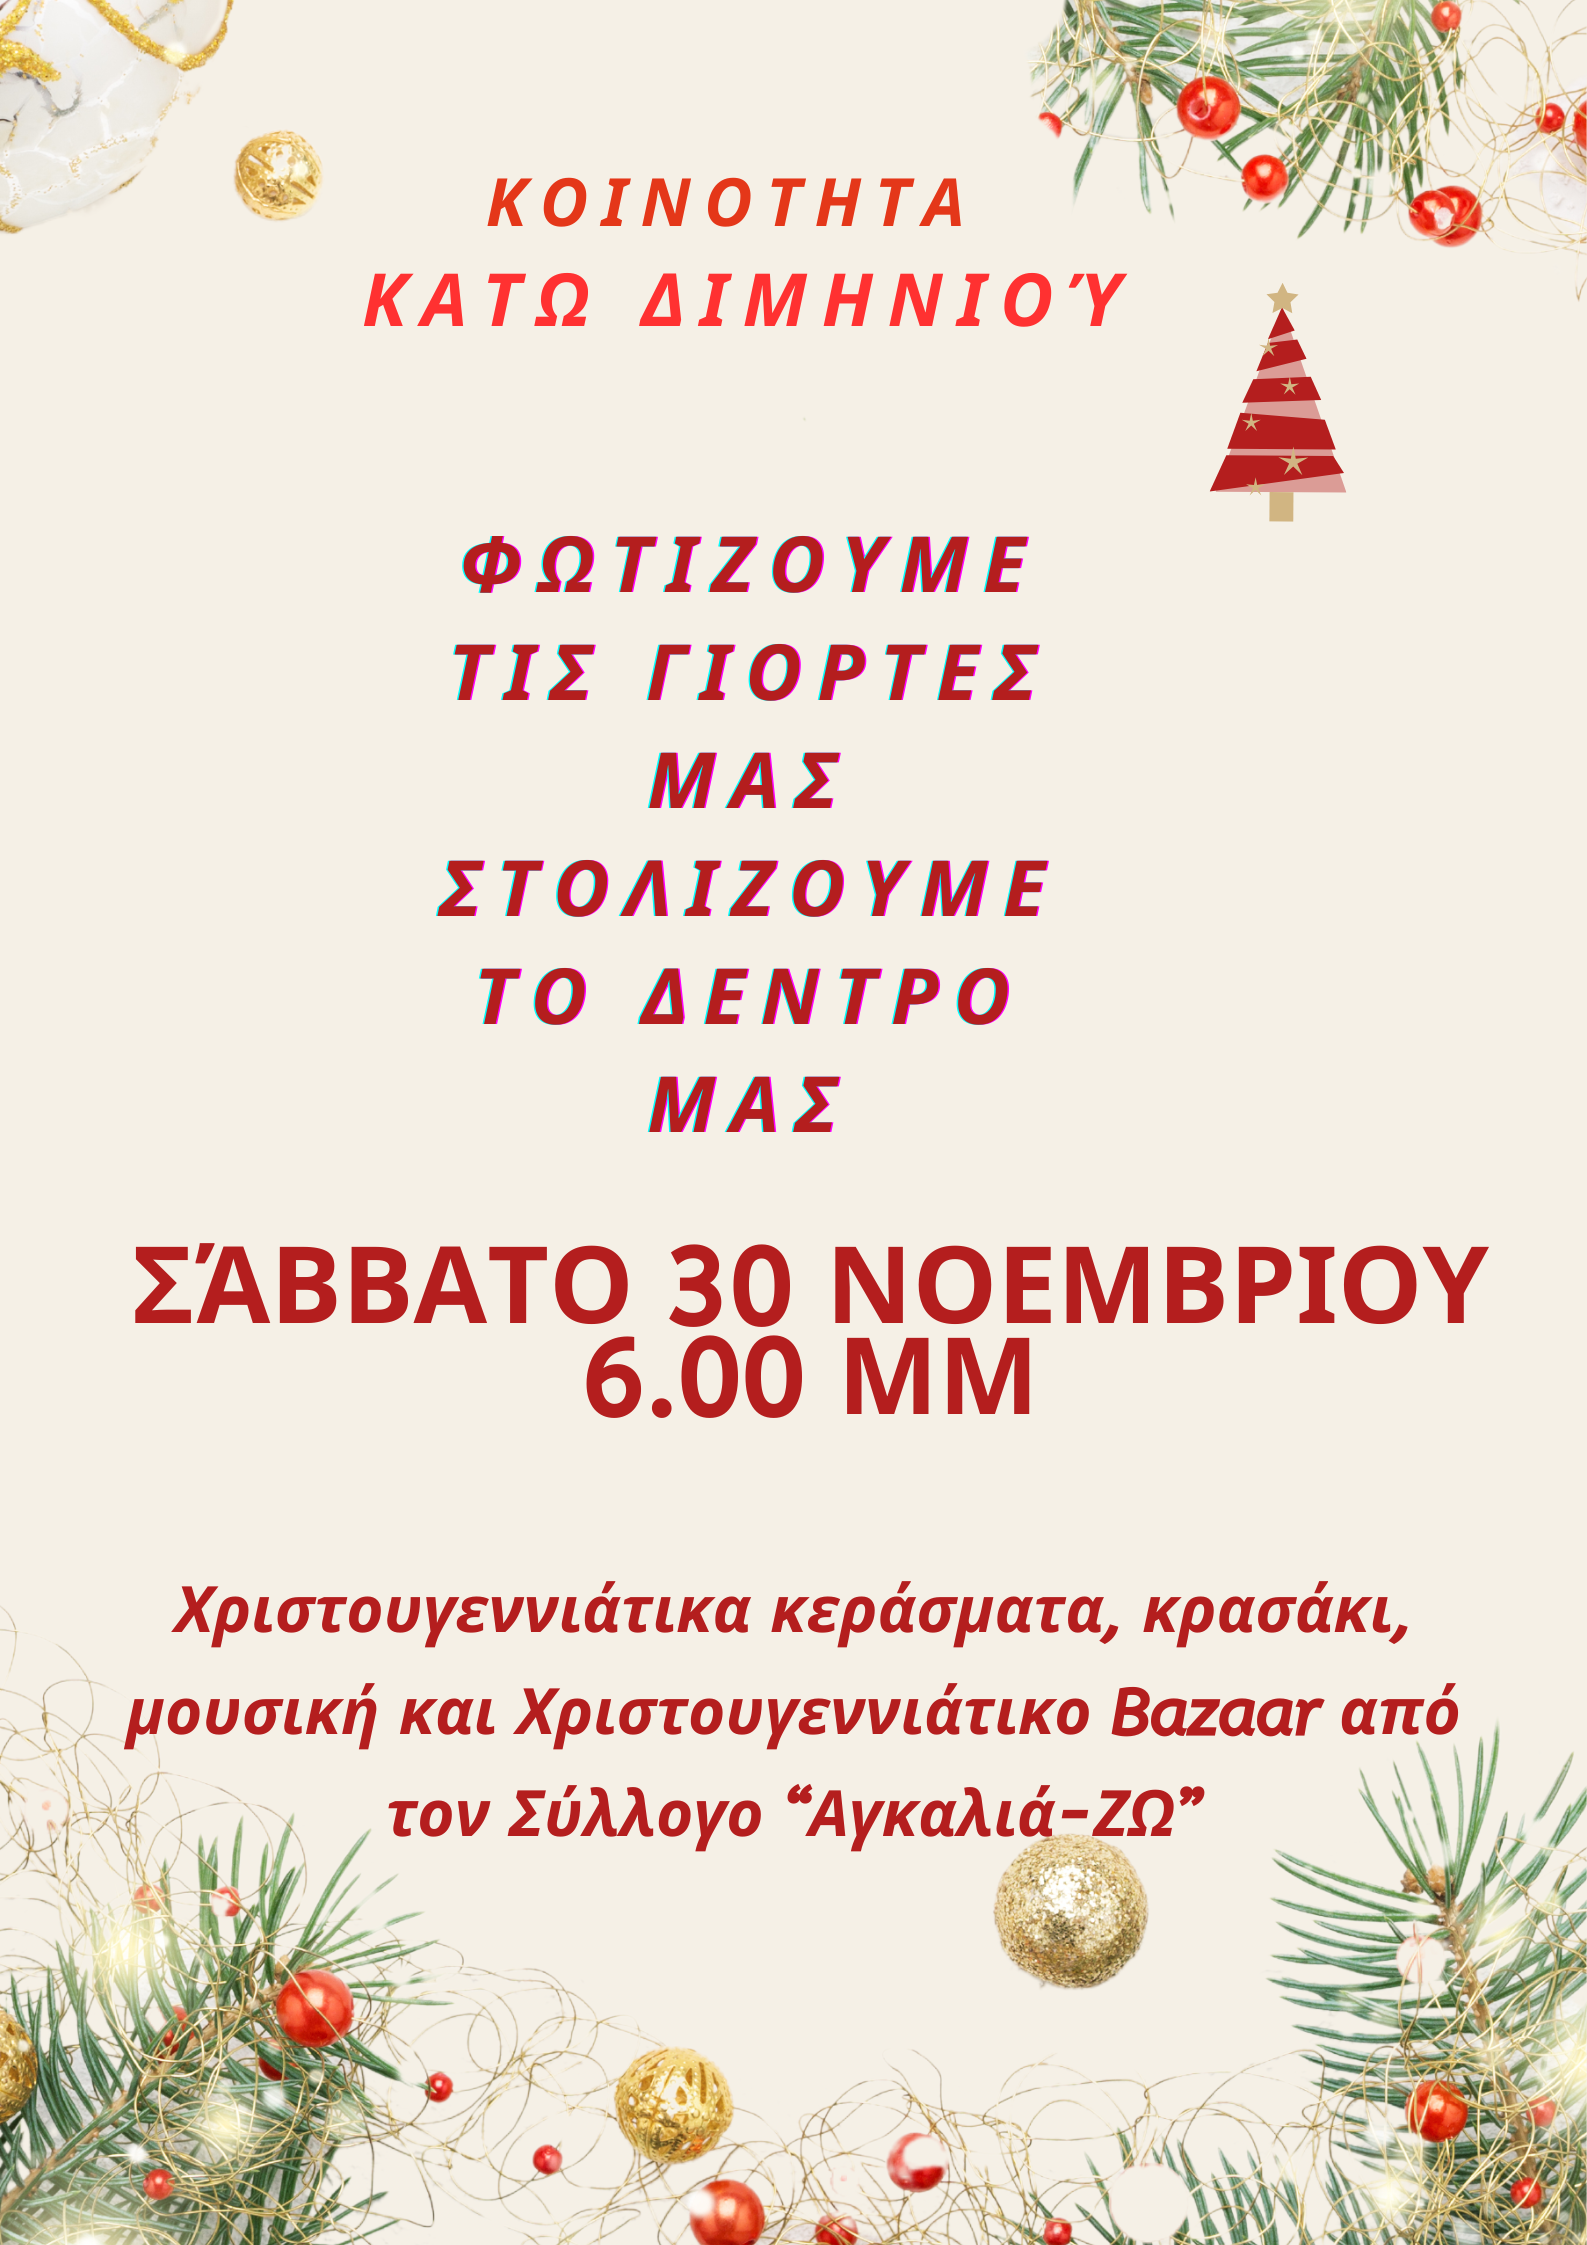 ΚΟΙΝΟΤΗΤΑ
ΚΑΤΩ ΔΙΜΗΝΙΟΎ
ΦΩΤΙΖΟΥΜΕ
ΤΙΣ ΓΙΟΡΤΕΣ
ΜΑΣ
ΣΤΟΛΙΖΟΥΜΕ
ΤΟ ΔΕΝΤΡΟ
ΜΑΣ
ΣΆΒΒΑΤΟ 30 ΝΟΕΜΒΡΙΟΥ
6.00 ΜΜ
Χριστουγεννιάτικα κεράσματα, κρασάκι,
μουσική και Χριστουγεννιάτικο Bazaar από
τον Σύλλογο “Αγκαλιά-ΖΩ”